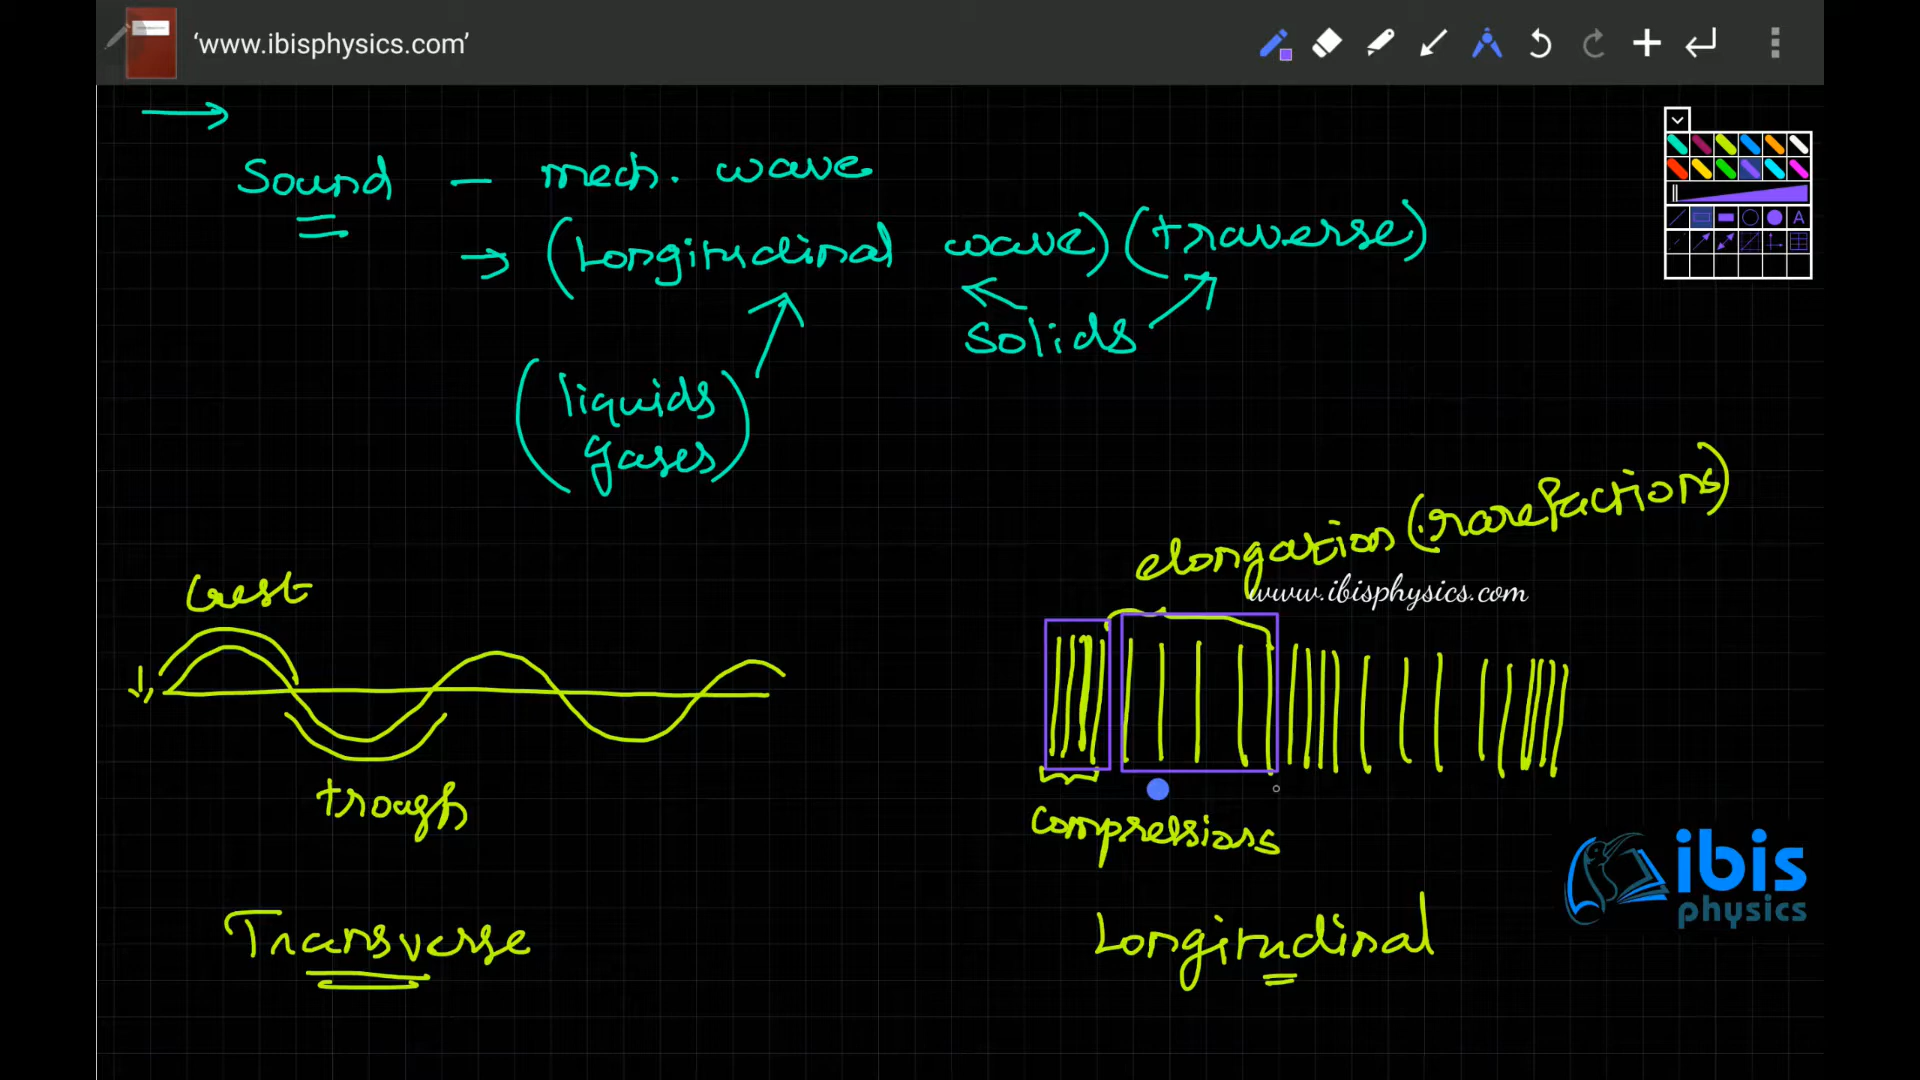 ‘www.ibisphysics.com’
A
Sound – mech. wave
→ (Longitudinal wave) (traverse)
Solids
(liquids
gases)
elongation (rarefactions)
www.ibisphysics.com
Crest
trough
compressions
ibis
physics
Transverse
Longitudinal